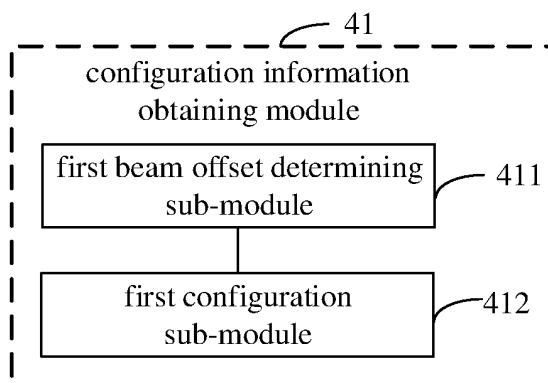 41
configuration information
obtaining module
first beam offset determining
sub-module
411
first configuration
sub-module
412